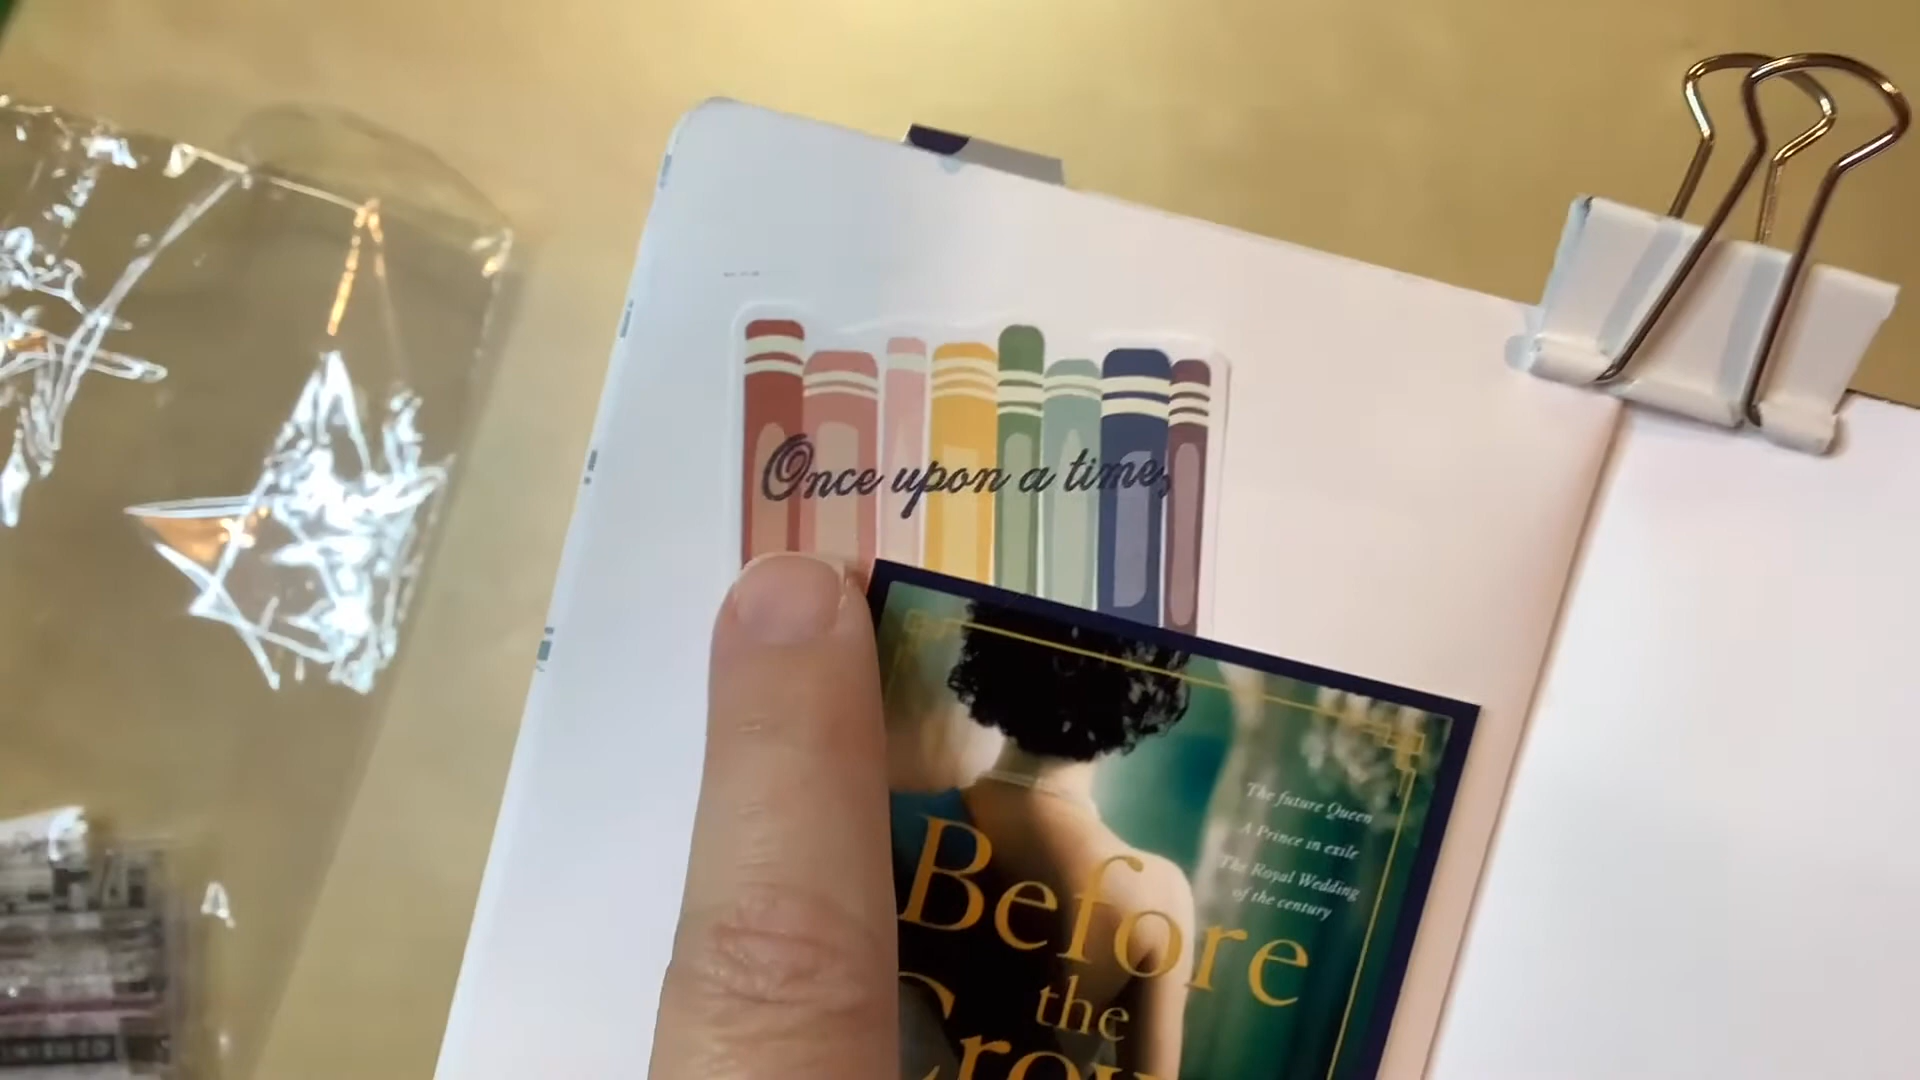 Once upon a time,
The future Queen
A Prince in exile
The Royal Wedding
of the century
Before
the